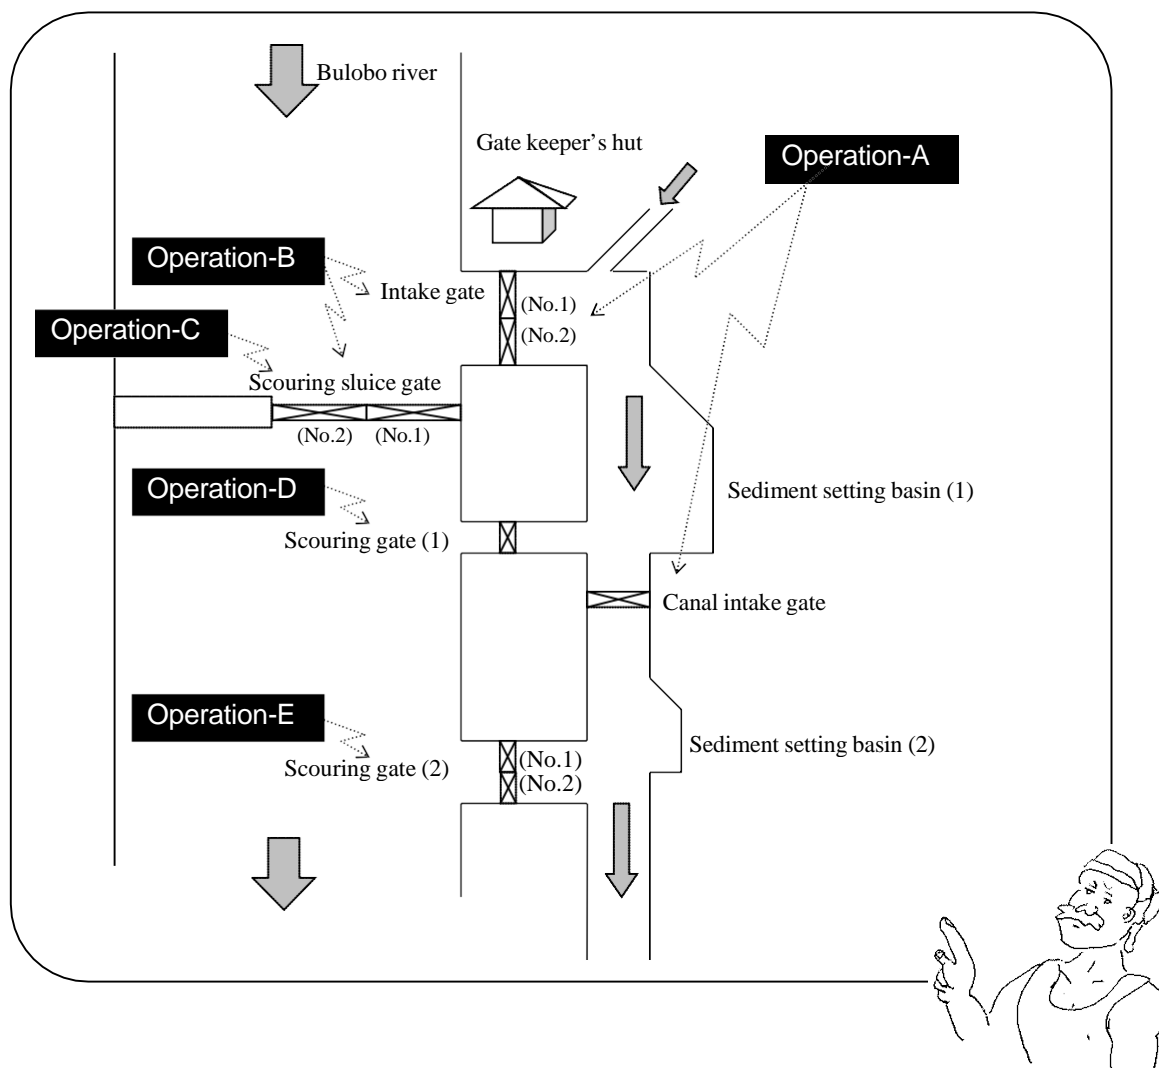 Bulobo river
Gate keeper's hut
Operation-A
Operation-B
Intake gate
(No.1)
(No.2)
Operation-C
Scouring sluice gate
(No.2)
(No.1)
Operation-D
Sediment setting basin (1)
Scouring gate (1)
Canal intake gate
Operation-E
Sediment setting basin (2)
Scouring gate (2)
(No.1)
(No.2)